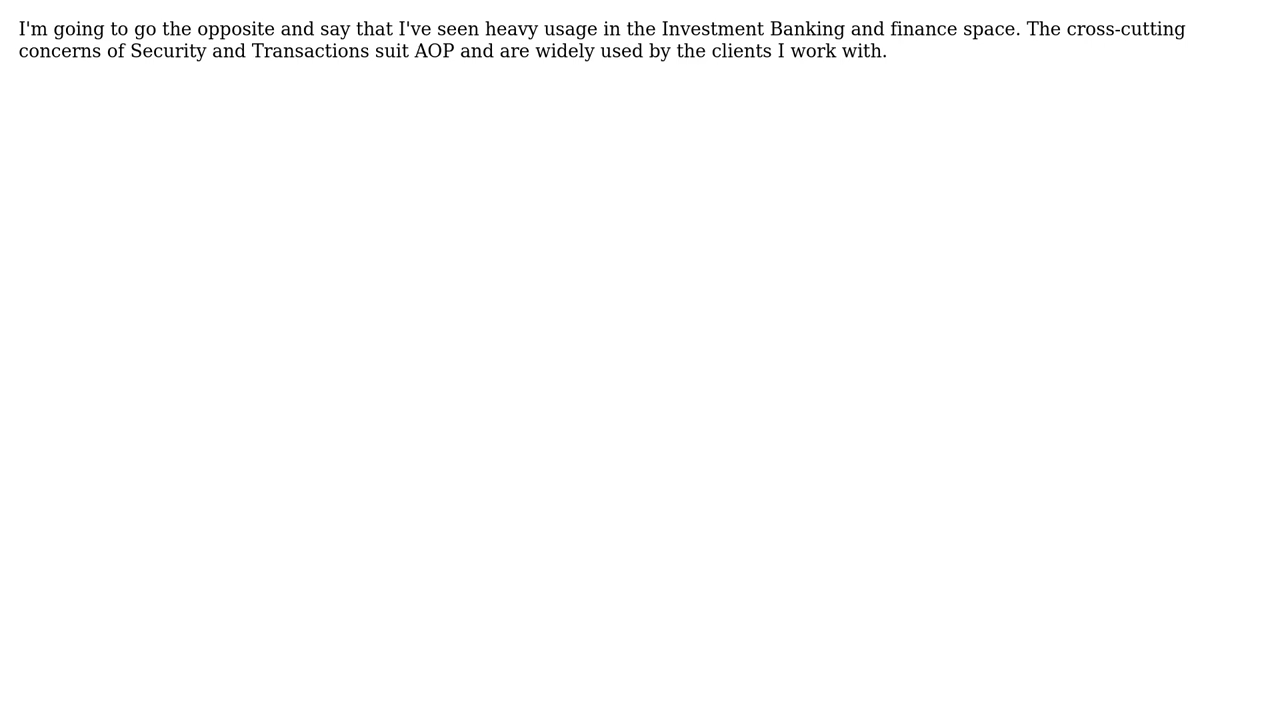 I'm going to go the opposite and say that I've seen heavy usage in the Investment Banking and finance space. The cross-cutting
concerns of Security and Transactions suit AOP and are widely used by the clients I work with.